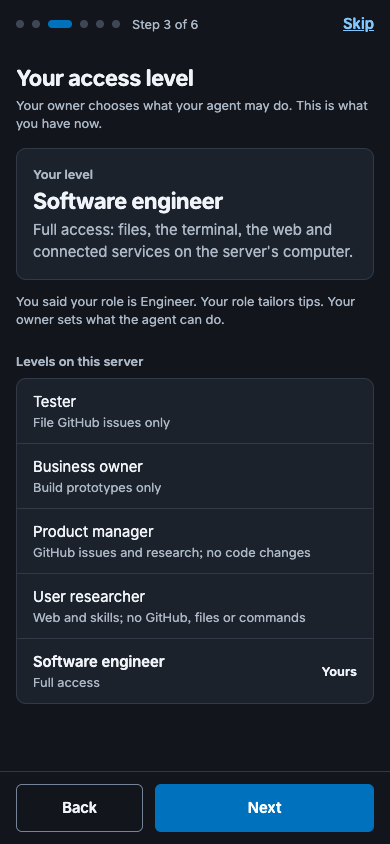 Step 3 of 6
Skip
Your access level
Your owner chooses what your agent may do. This is what
you have now.
Your level
Software engineer
Full access: files, the terminal, the web and
connected services on the server's computer.
You said your role is Engineer. Your role tailors tips. Your
owner sets what the agent can do.
Levels on this server
Tester
File GitHub issues only
Business owner
Build prototypes only
Product manager
GitHub issues and research; no code changes
User researcher
Web and skills; no GitHub, files or commands
Software engineer
Full access
Yours
Back
Next